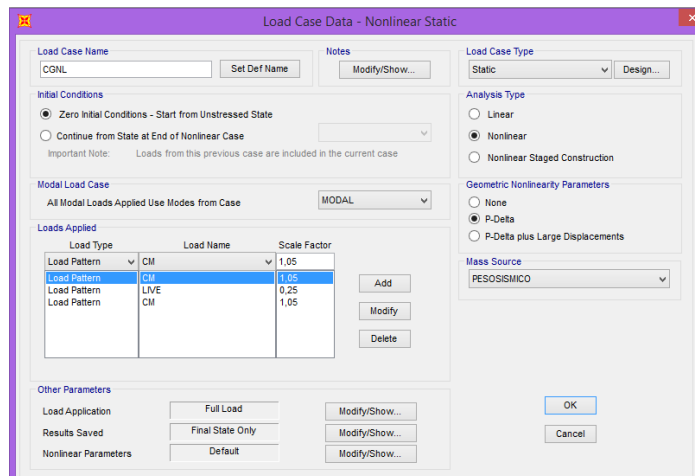 Load Case Data - Nonlinear Static
Load Case Name
CGNL
Set Def Name
Notes
Modify/Show...
Load Case Type
Static
Design...
Initial Conditions
Zero Initial Conditions - Start from Unstressed State
Continue from State at End of Nonlinear Case
Important Note: Loads from this previous case are included in the current case
Analysis Type
Linear
Nonlinear
Nonlinear Staged Construction
Modal Load Case
All Modal Loads Applied Use Modes from Case
MODAL
Geometric Nonlinearity Parameters
None
P-Delta
P-Delta plus Large Displacements
Loads Applied
Load Type Load Name Scale Factor
Load Pattern CM 1,05
Load Pattern CM 1,05
Load Pattern LIVE 0,25
Load Pattern CM 1,05
Add
Modify
Delete
Mass Source
PESOSISMICO
Other Parameters
Load Application Full Load Modify/Show...
Results Saved Final State Only Modify/Show...
Nonlinear Parameters Default Modify/Show...
OK
Cancel